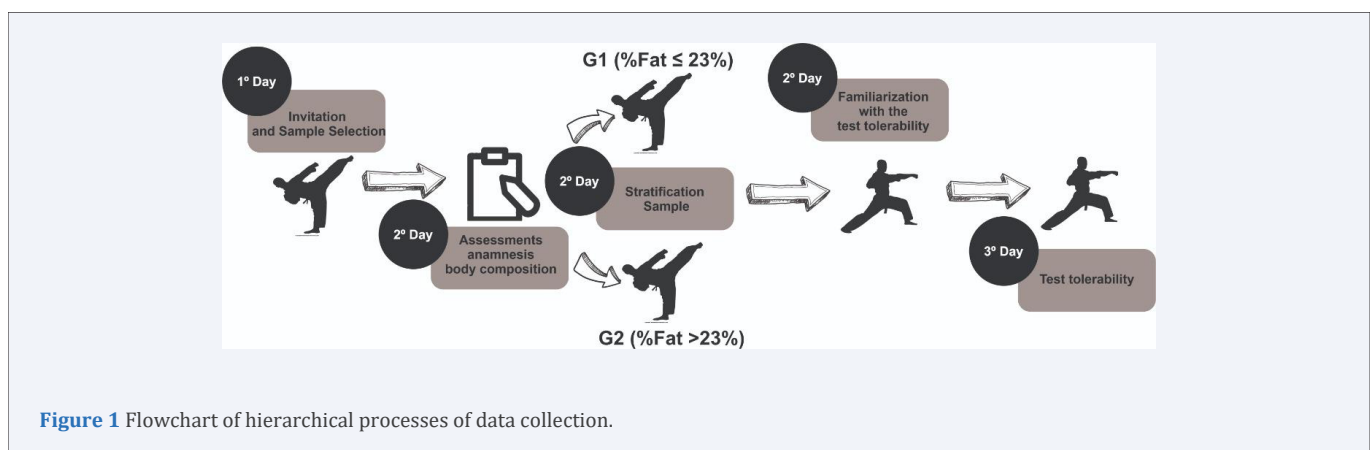 1º Day
Invitation
and Sample Selection
2º Day
Assessments
anamnesis
body composition
G1 (%Fat ≤ 23%)
2º Day
Stratification
Sample
G2 (%Fat >23%)
2º Day
Familiarization
with the
test tolerability
3º Day
Test tolerability
Figure 1 Flowchart of hierarchical processes of data collection.